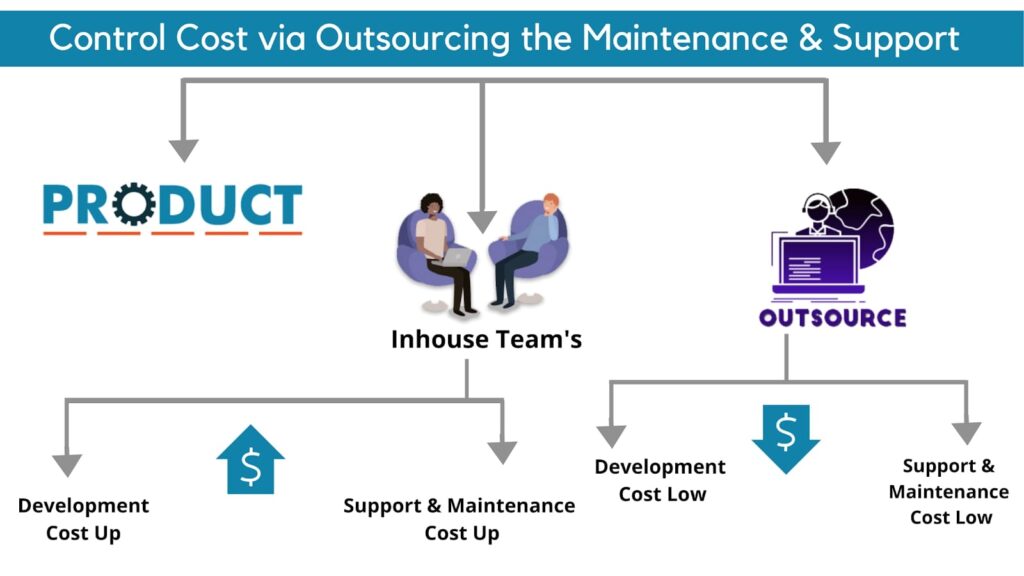 Control Cost via Outsourcing the Maintenance & Support
PRODUCT
Inhouse Team's
OUTSOURCE
$
$
Development
Cost Up
Support & Maintenance
Cost Up
Development
Cost Low
Support &
Maintenance
Cost Low